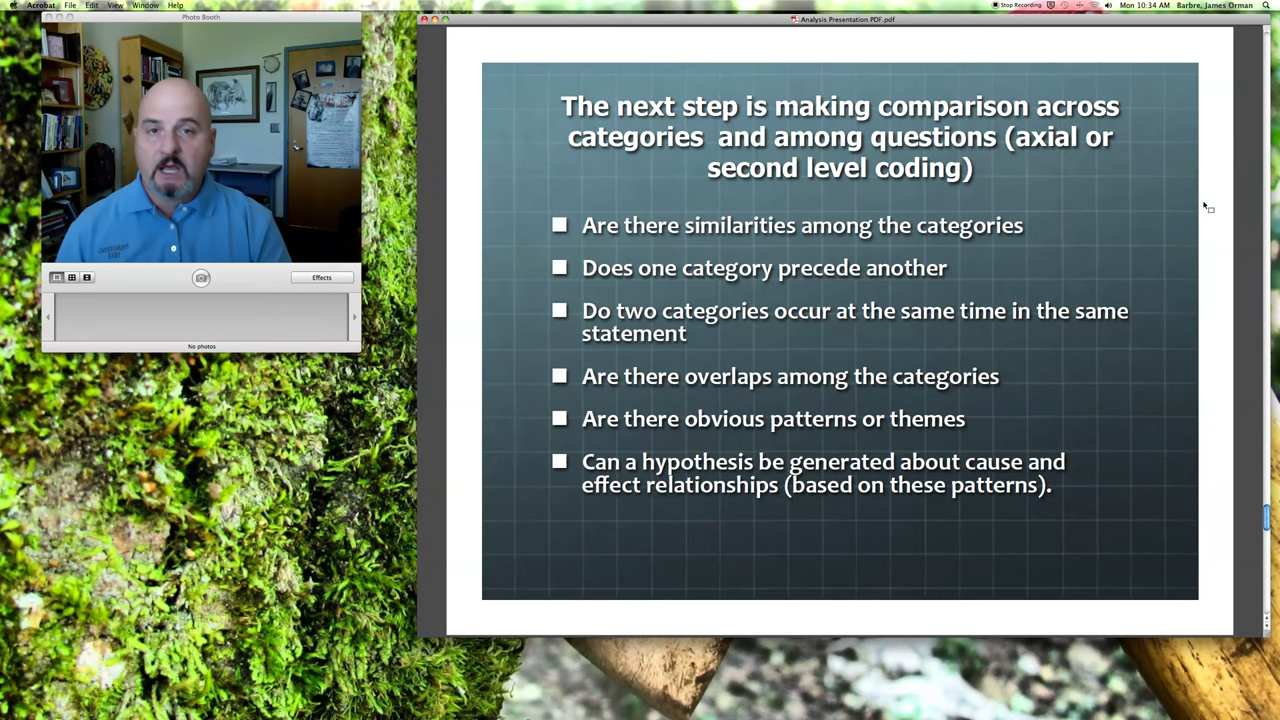 Acrobat File Edit View Window Help
Stop Recording Mon 10:34 AM Barbre, James Orman
Photo Booth
Analysis Presentation PDF.pdf
The next step is making comparison across
categories and among questions (axial or
second level coding)
Are there similarities among the categories
Does one category precede another
Do two categories occur at the same time in the same
statement
Are there overlaps among the categories
Are there obvious patterns or themes
Can a hypothesis be generated about cause and
effect relationships (based on these patterns).
Effects
No photos